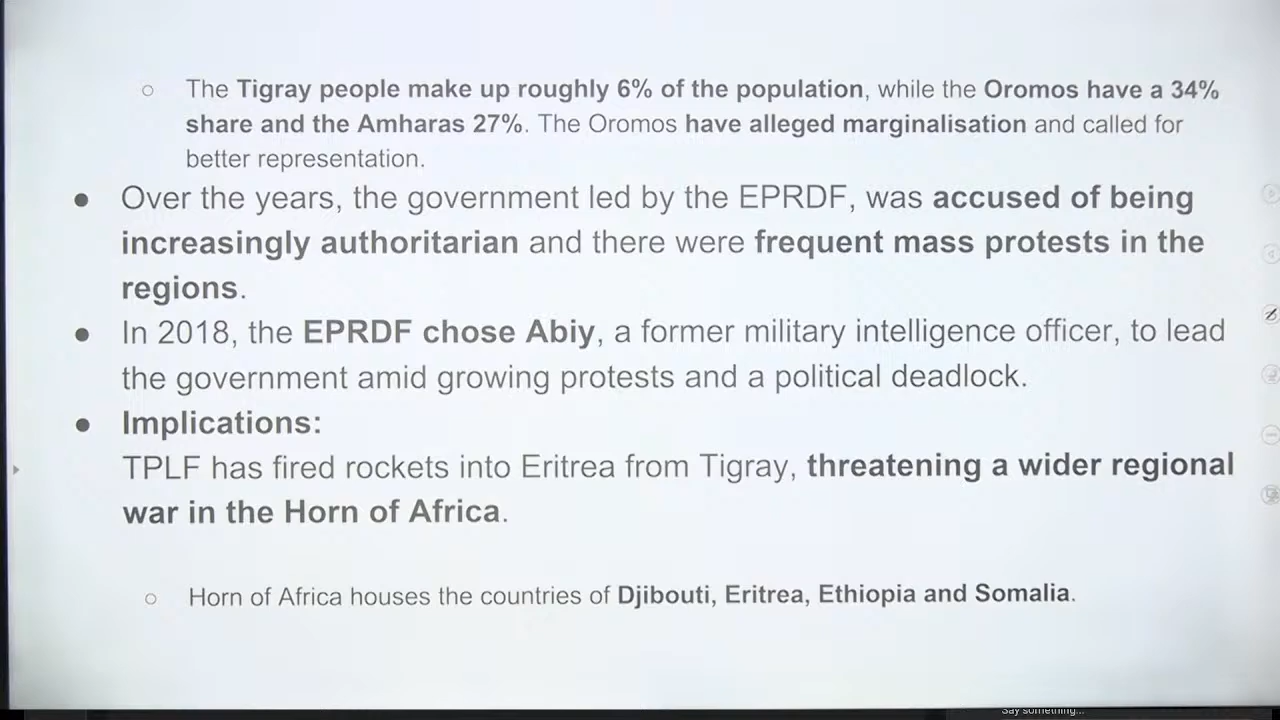 ○ The Tigray people make up roughly 6% of the population, while the Oromos have a 34%
share and the Amharas 27%. The Oromos have alleged marginalisation and called for
better representation.
● Over the years, the government led by the EPRDF, was accused of being
increasingly authoritarian and there were frequent mass protests in the
regions.
● In 2018, the EPRDF chose Abiy, a former military intelligence officer, to lead
the government amid growing protests and a political deadlock.
● Implications:
TPLF has fired rockets into Eritrea from Tigray, threatening a wider regional
war in the Horn of Africa.
○ Horn of Africa houses the countries of Djibouti, Eritrea, Ethiopia and Somalia.
Say something...